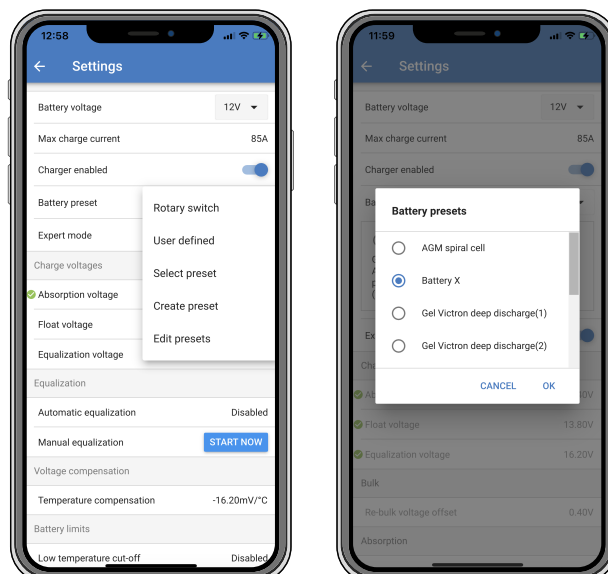 12:58
Settings
Battery voltage 12V
Max charge current 85A
Charger enabled
Battery preset
Rotary switch
Expert mode
User defined
Charge voltages
Select preset
Absorption voltage
Create preset
Float voltage
Edit presets
Equalization voltage
Equalization
Automatic equalization Disabled
Manual equalization START NOW
Voltage compensation
Temperature compensation -16.20mV/°C
Battery limits
Low temperature cut-off Disabled
11:59
Settings
Battery voltage 12V
Max charge current 85A
Charger enabled
Ba
Battery presets
AGM spiral cell
Battery X
Gel Victron deep discharge(1)
Ex
Gel Victron deep discharge(2)
Ch
CANCEL OK
Ab
Float voltage 13.80V
Equalization voltage 16.20V
Bulk
Re-bulk voltage offset 0.40V
Absorption